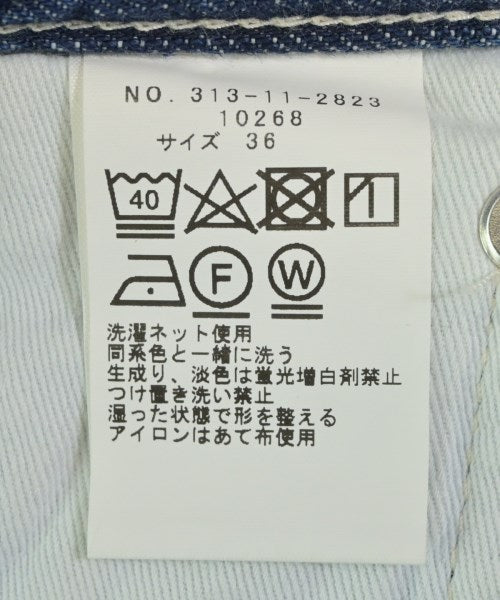 NO. 313-11-2823
10268
サイズ 36
40
F W
洗濯ネット使用
同系色と一緒に洗う
生成り、淡色は蛍光増白剤禁止
つけ置き洗い禁止
湿った状態で形を整える
アイロンはあて布使用